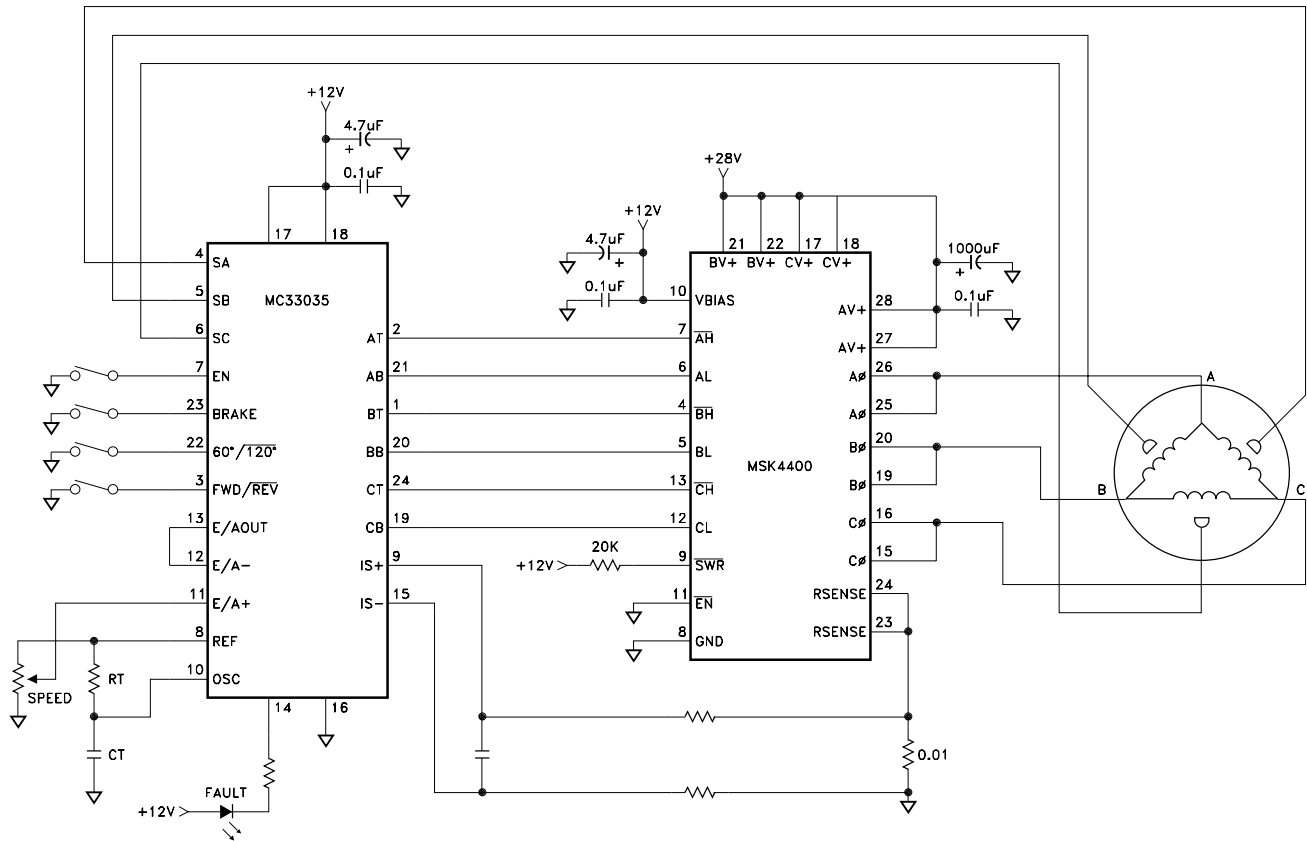 +12V
4.7uF
+
0.1uF
17 18
4 SA
5 SB
MC33035
6 SC
AT 2
7 EN
AB 21
23 BRAKE
BT 1
22 60°/120°
BB 20
3 FWD/REV
CT 24
13 E/AOUT
CB 19
12 E/A-
IS+ 9
11 E/A+
IS- 15
8 REF
10 OSC
SPEED
RT
CT
14 16
FAULT
+12V
+28V
+12V
4.7uF
+
0.1uF
21 22 17 18
BV+ BV+ CV+ CV+
1000uF
+
0.1uF
10 VBIAS
AV+ 28
7 AH
AV+ 27
6 AL
AØ 26
4 BH
AØ 25
5 BL
BØ 20
MSK4400
13 CH
BØ 19
12 CL
CØ 16
20K
+12V
9 SWR
CØ 15
11 EN
RSENSE 24
8 GND
RSENSE 23
0.01
A
B
C